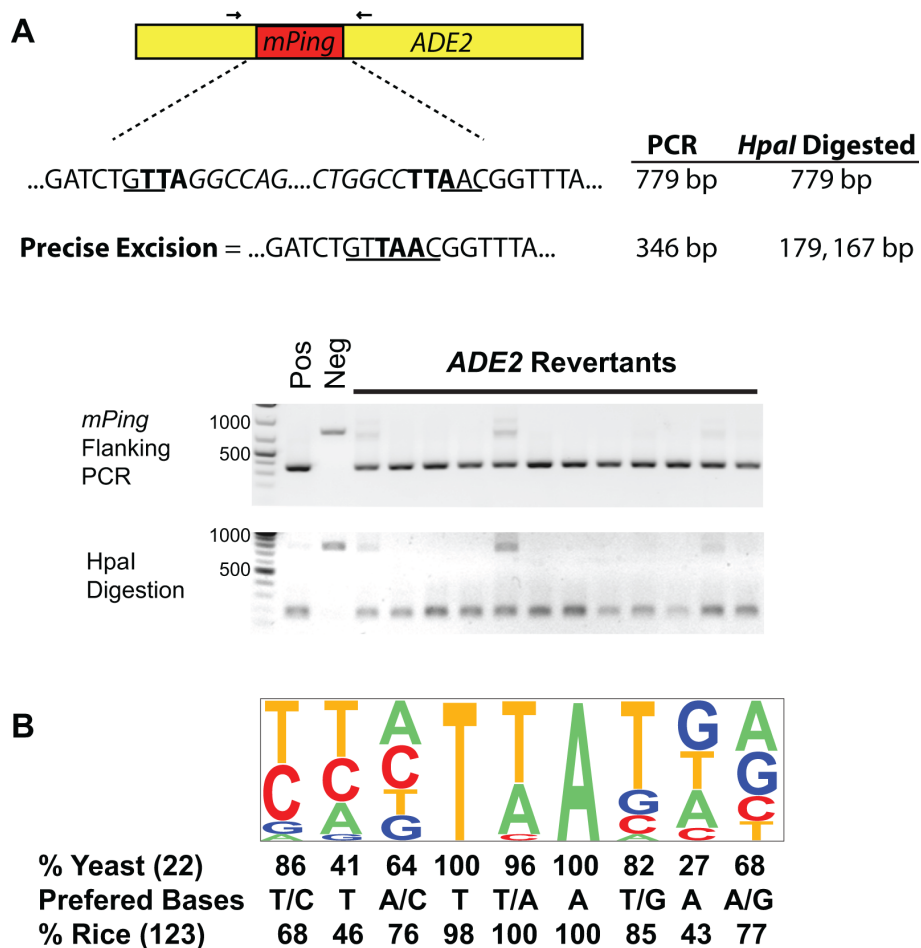 A
mPing ADE2
PCR HpaI Digested
...GATCTGTTAGGCCAG....CTGGCCTTAACGGTTTA... 779 bp 779 bp
Precise Excision = ...GATCTGTTAACGGTTTA... 346 bp 179, 167 bp
Pos Neg ADE2 Revertants
mPing
Flanking
PCR
1000
500
HpaI
Digestion
1000
500
B
T T A T T A T G A
C C C A G T G
G A T C C A C
A G G A C T
% Yeast (22) 86 41 64 100 96 100 82 27 68
Prefered Bases T/C T A/C T T/A A T/G A A/G
% Rice (123) 68 46 76 98 100 100 85 43 77